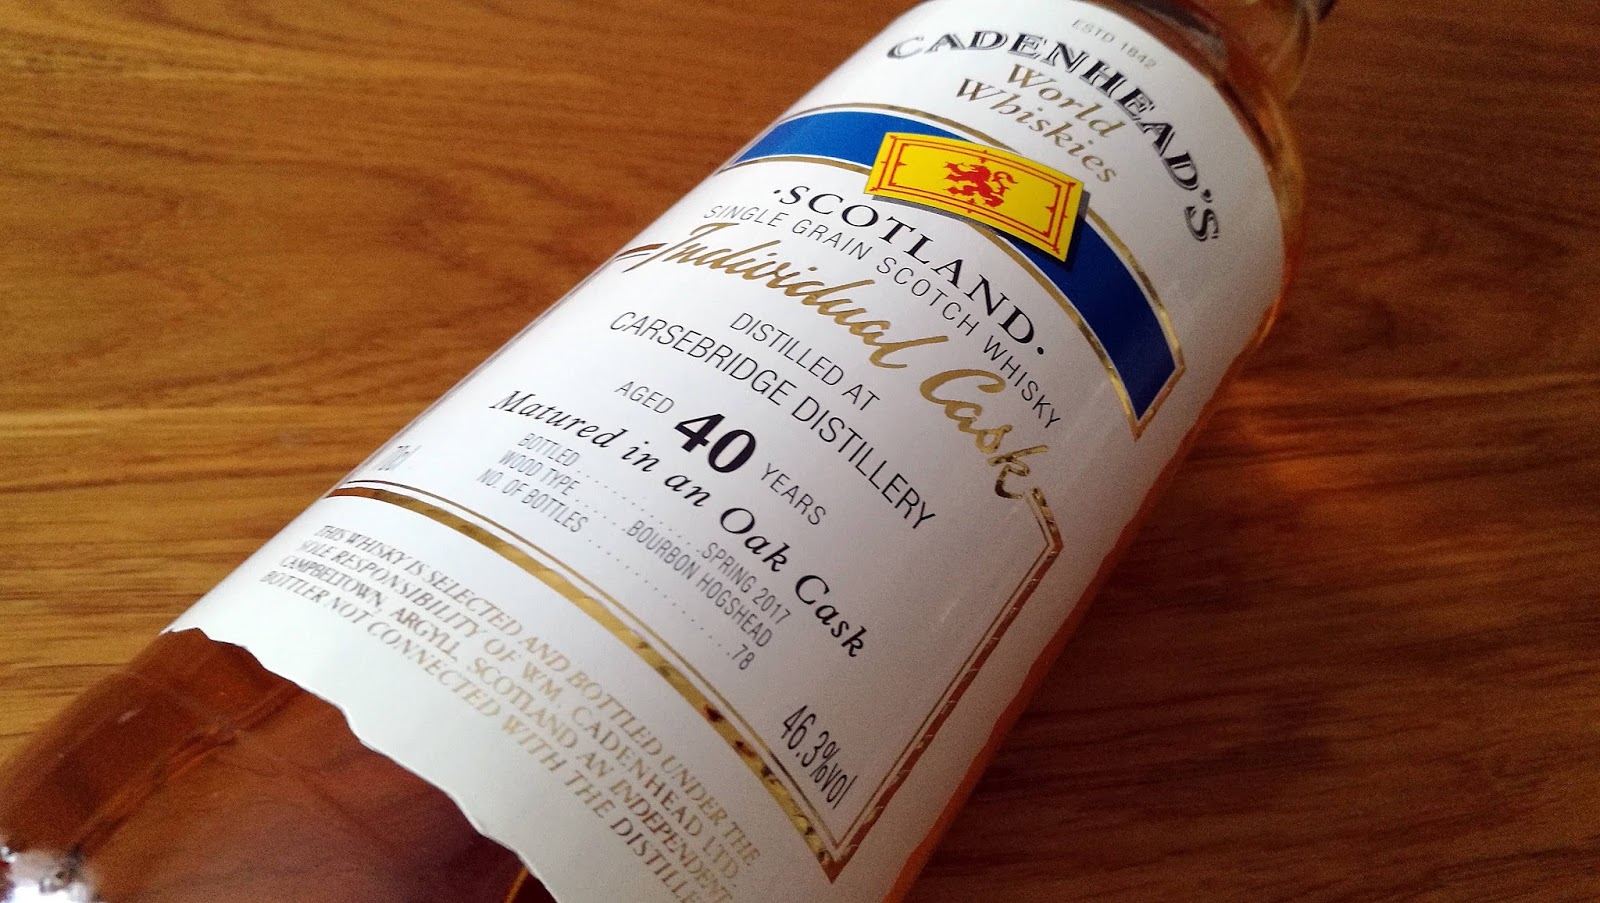 ESTD 1842
CADENHEAD'S
World
Whiskies
·SCOTLAND·
SINGLE GRAIN SCOTCH WHISKY
Individual Cask
DISTILLED AT
CARSEBRIDGE DISTILLERY
AGED 40 YEARS
Matured in an Oak Cask
BOTTLED..............SPRING 2017
WOOD TYPE.......BOURBON HOGSHEAD
NO. OF BOTTLES....................78
70cl
46.3%vol
THIS WHISKY IS SELECTED AND BOTTLED UNDER THE
SOLE RESPONSIBILITY OF WM. CADENHEAD LTD.
CAMPBELTOWN, ARGYLL, SCOTLAND, AN INDEPENDENT
BOTTLER NOT CONNECTED WITH THE